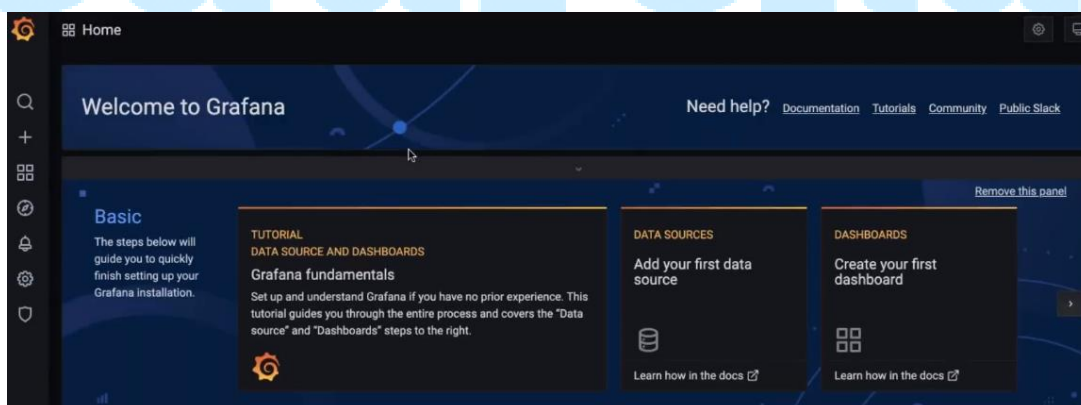 Home
Welcome to Grafana
Need help? Documentation Tutorials Community Public Slack
Remove this panel
Basic
The steps below will
guide you to quickly
finish setting up your
Grafana installation.
TUTORIAL
DATA SOURCE AND DASHBOARDS
Grafana fundamentals
Set up and understand Grafana if you have no prior experience. This
tutorial guides you through the entire process and covers the "Data
source" and "Dashboards" steps to the right.
DATA SOURCES
Add your first data
source
Learn how in the docs
DASHBOARDS
Create your first
dashboard
Learn how in the docs